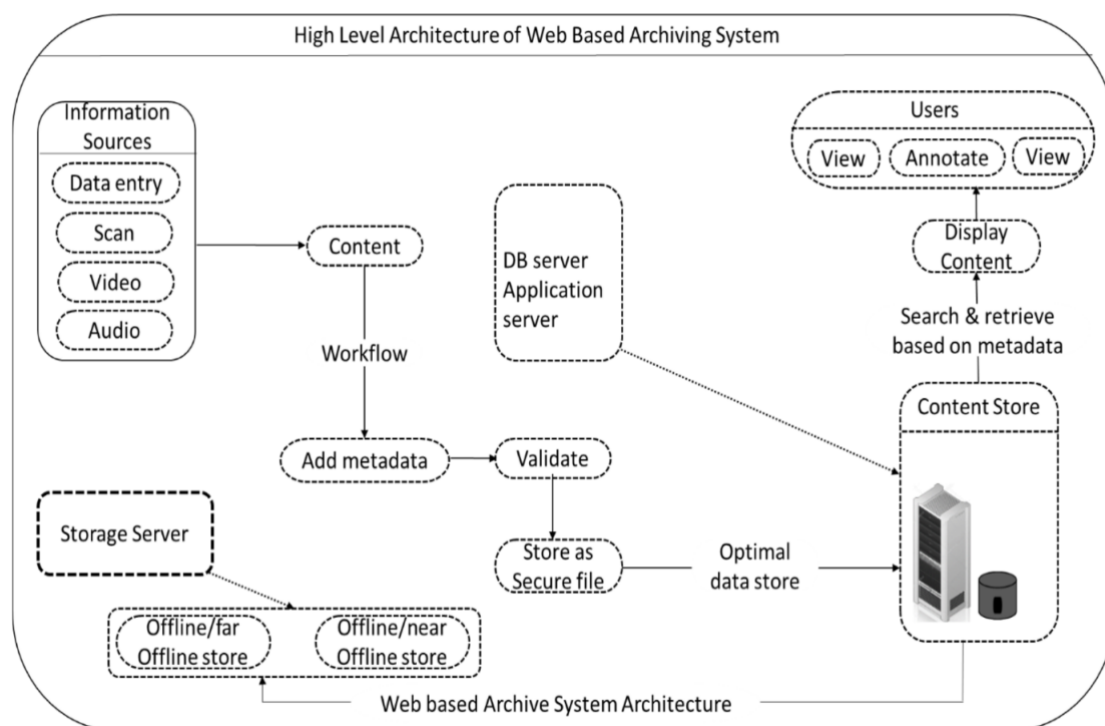 High Level Architecture of Web Based Archiving System
Information
Sources
Data entry
Scan
Video
Audio
Content
Workflow
Add metadata
Validate
Store as
Secure file
Optimal
data store
DB server
Application
server
Users
View
Annotate
View
Display
Content
Search & retrieve
based on metadata
Content Store
Storage Server
Offline/far
Offline store
Offline/near
Offline store
Web based Archive System Architecture